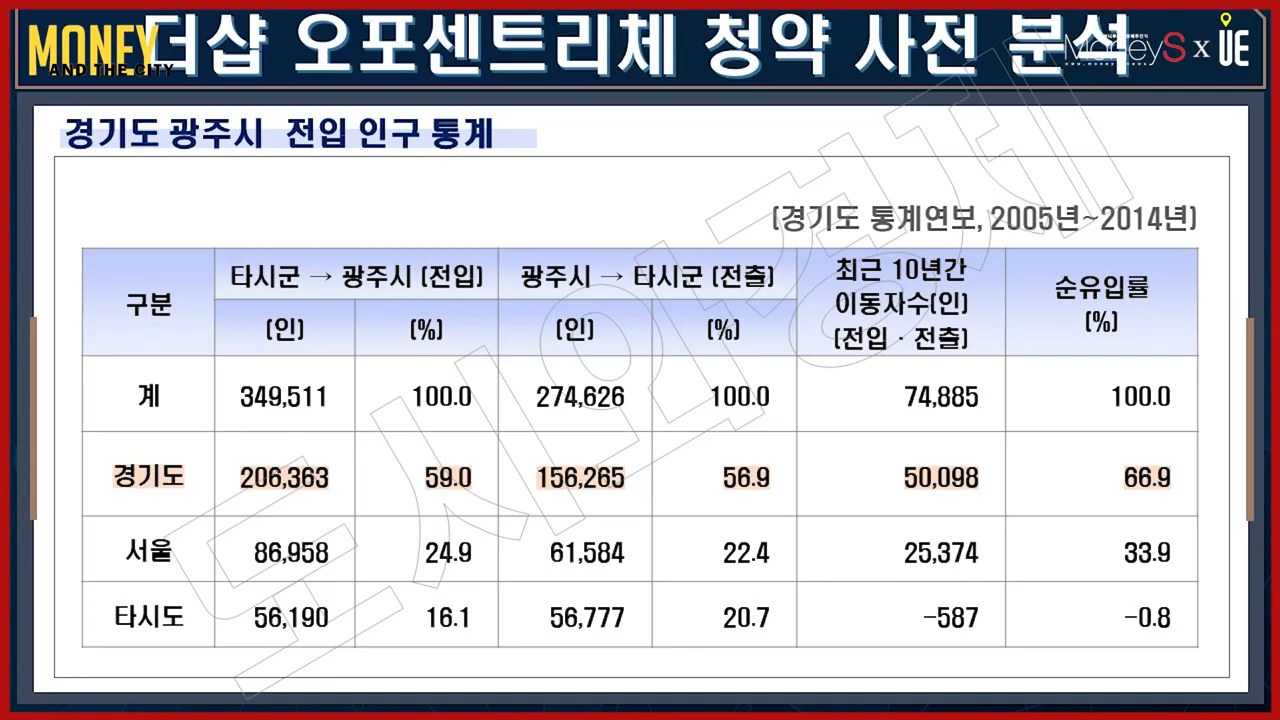 더샵 오포센트리체 청약 사전 분석
MONEY
AND THE CITY
MoneyS x UE
경기도 광주시 전입 인구 통계
(경기도 통계연보, 2005년~2014년)
구분 타시군 → 광주시 (전입) 광주시 → 타시군 (전출) 최근 10년간 이동자수(인) (전입 · 전출) 순유입률 (%)
(인) (%) (인) (%)
계 349,511 100.0 274,626 100.0 74,885 100.0
경기도 206,363 59.0 156,265 56.9 50,098 66.9
서울 86,958 24.9 61,584 22.4 25,374 33.9
타시도 56,190 16.1 56,777 20.7 -587 -0.8
도시와경제